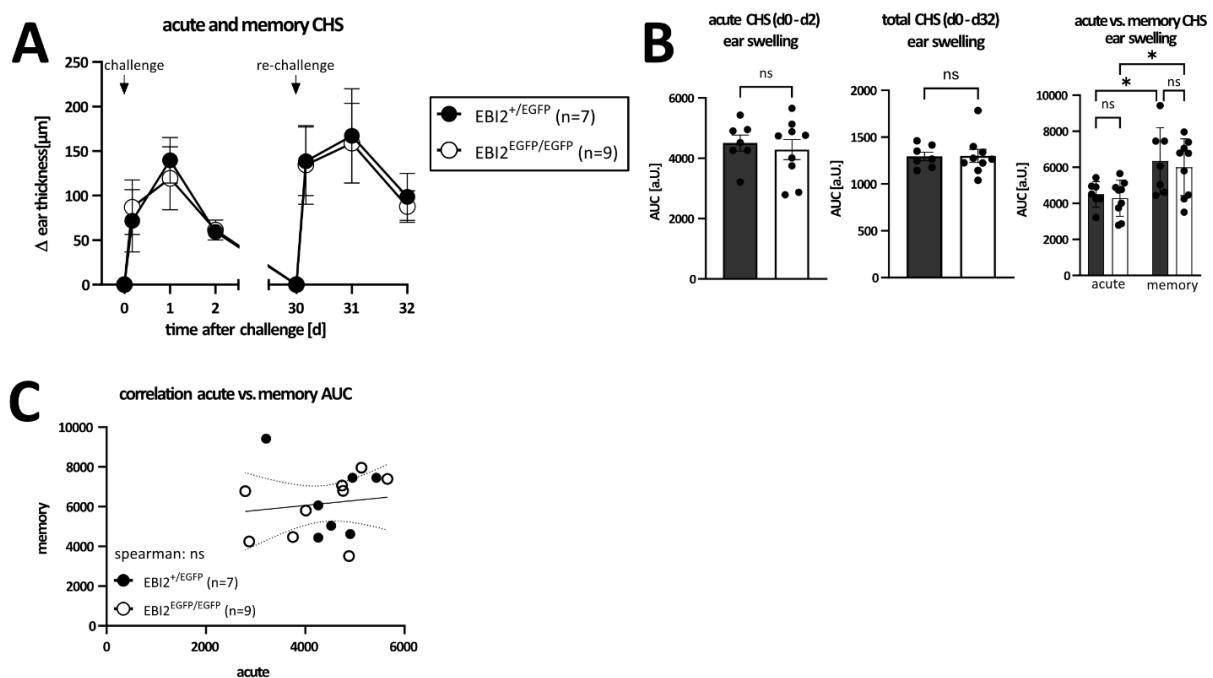 A
acute and memory CHS
challenge
re-challenge
Δ ear thickness[µm]
250
200
150
100
50
0
0
1
2
30
31
32
time after challenge [d]
EBI2+/EGFP (n=7)
EBI2EGFP/EGFP (n=9)
B
acute CHS (d0-d2)
ear swelling
ns
AUC [a.U.]
6000
4000
2000
0
total CHS (d0-d32)
ear swelling
ns
AUC [a.U.]
2000
1500
1000
500
0
acute vs. memory CHS
ear swelling
*
*
ns
ns
AUC [a.U.]
10000
8000
6000
4000
2000
0
acute
memory
C
correlation acute vs. memory AUC
memory
10000
8000
6000
4000
2000
0
spearman: ns
EBI2+/EGFP (n=7)
EBI2EGFP/EGFP (n=9)
0
2000
4000
6000
acute